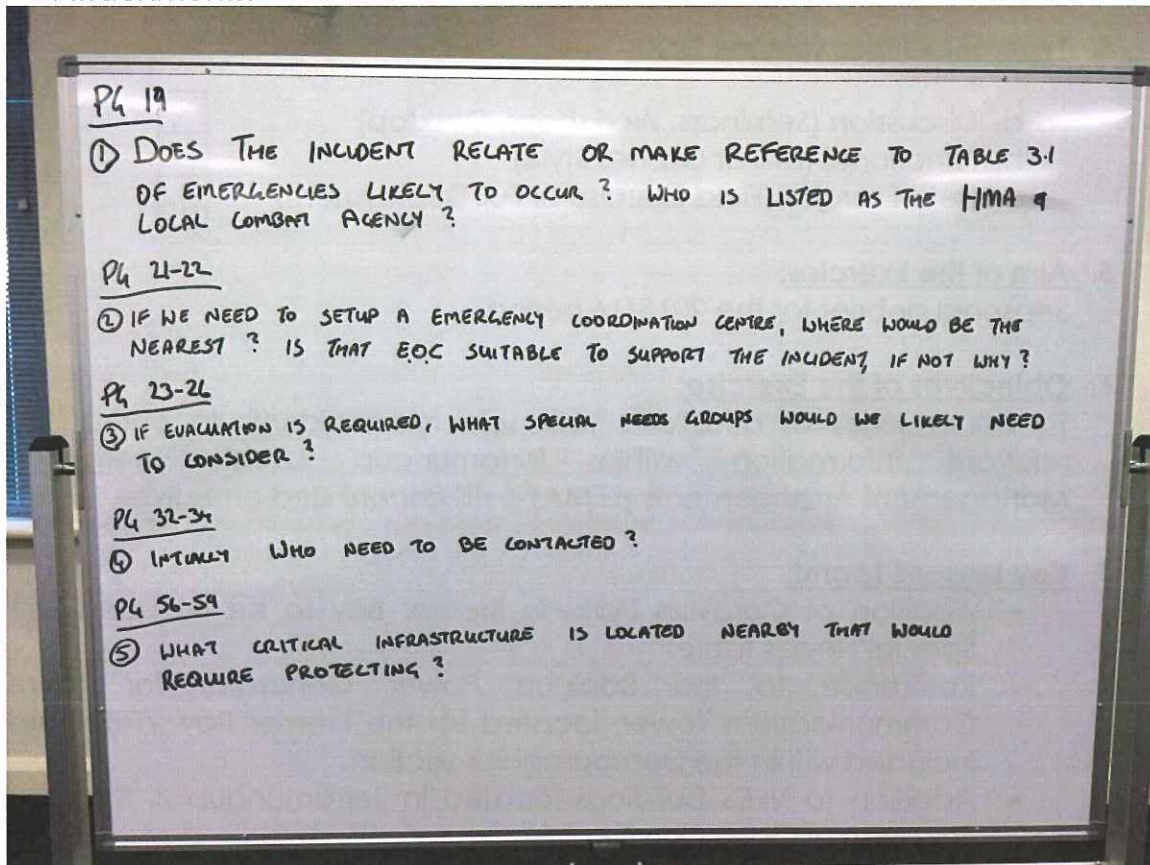 PG 19
① DOES THE INCIDENT RELATE OR MAKE REFERENCE TO TABLE 3.1
OF EMERGENCIES LIKELY TO OCCUR? WHO IS LISTED AS THE HMA &
LOCAL COMBAT AGENCY?
PG 21-22
② IF WE NEED TO SETUP A EMERGENCY COORDINATION CENTRE, WHERE WOULD BE THE
NEAREST? IS THAT EOC SUITABLE TO SUPPORT THE INCIDENT, IF NOT WHY?
PG 23-26
③ IF EVACUATION IS REQUIRED, WHAT SPECIAL NEEDS GROUPS WOULD WE LIKELY NEED
TO CONSIDER?
PG 32-34
④ INTIALLY WHO NEED TO BE CONTACTED?
PG 56-59
⑤ WHAT CRITICAL INFRASTRUCTURE IS LOCATED NEARBY THAT WOULD
REQUIRE PROTECTING?